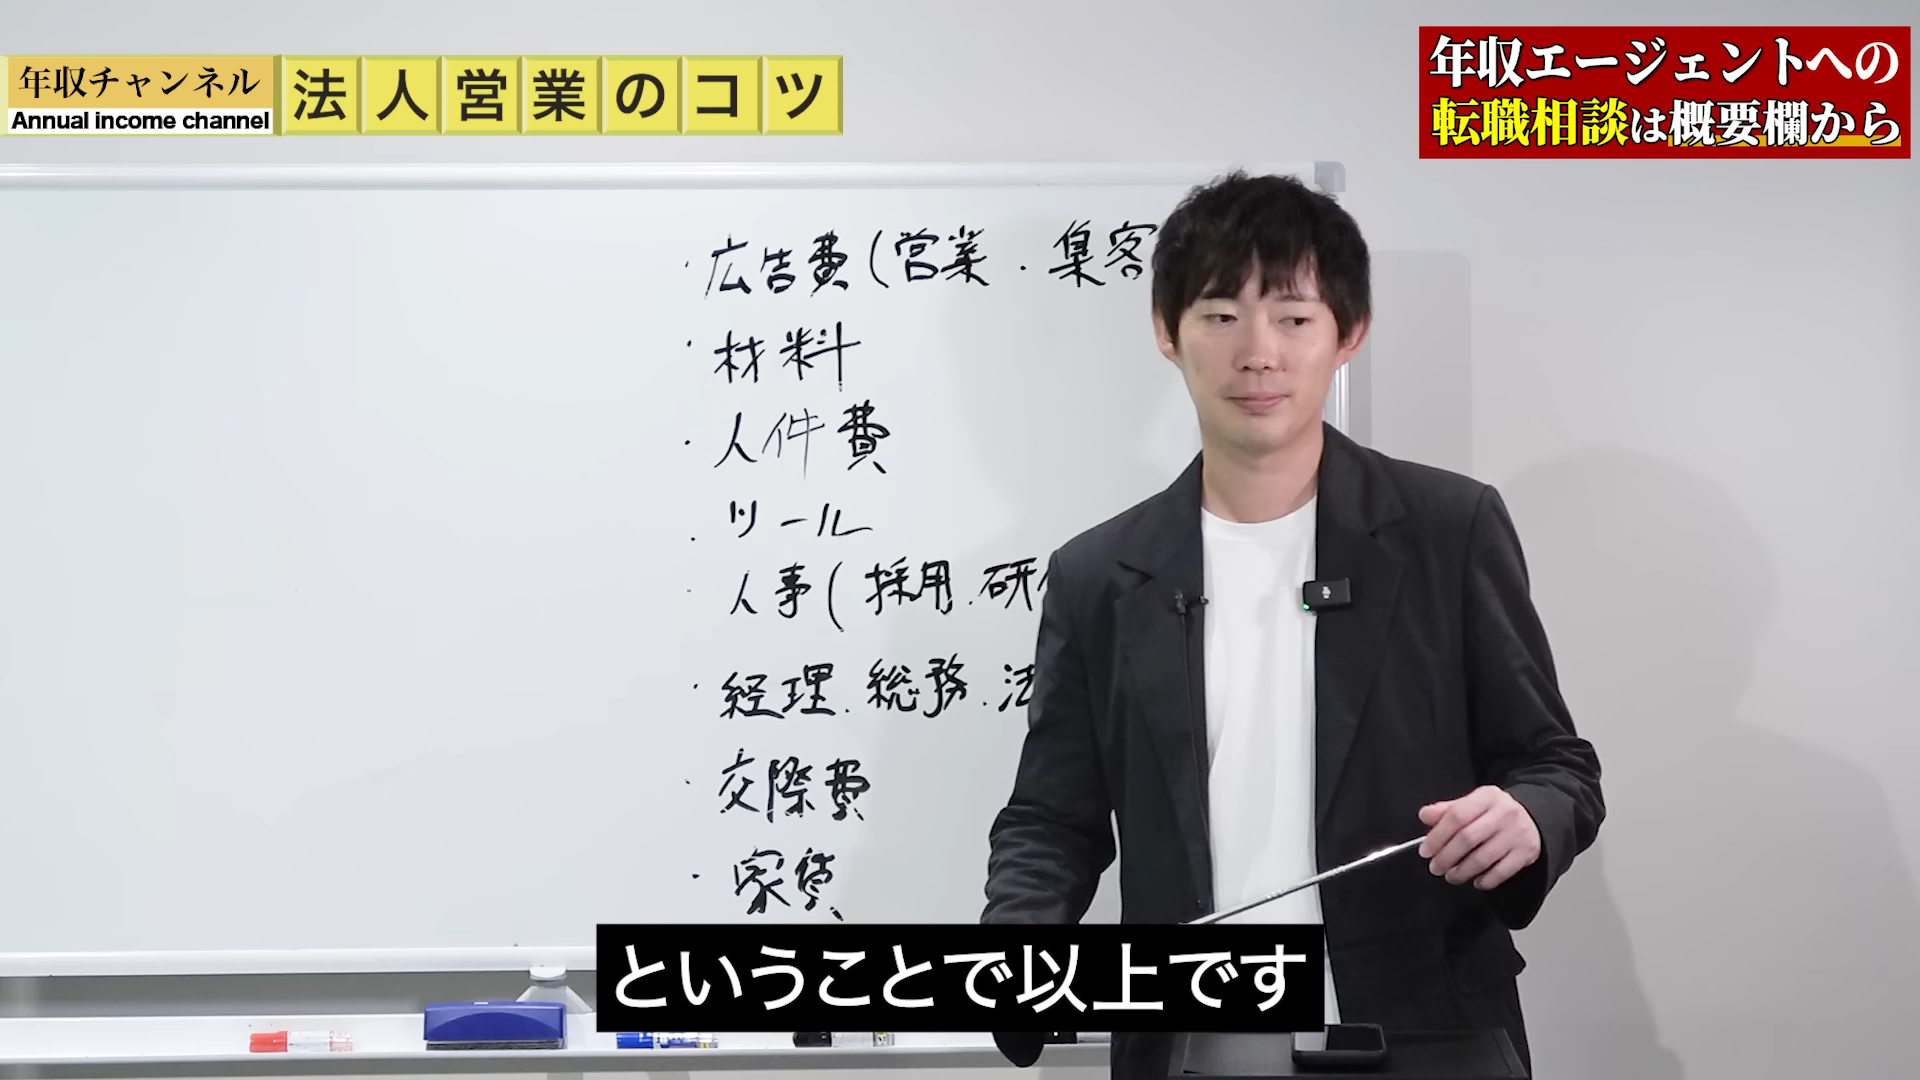 年収チャンネル
Annual income channel
法人営業のコツ
年収エージェントへの
転職相談は概要欄から
・広告費(営業・集客
・材料
・人件費
・ツール
・人事(採用・研
・経理・総務・法
・交際費
・家賃
ということで以上です